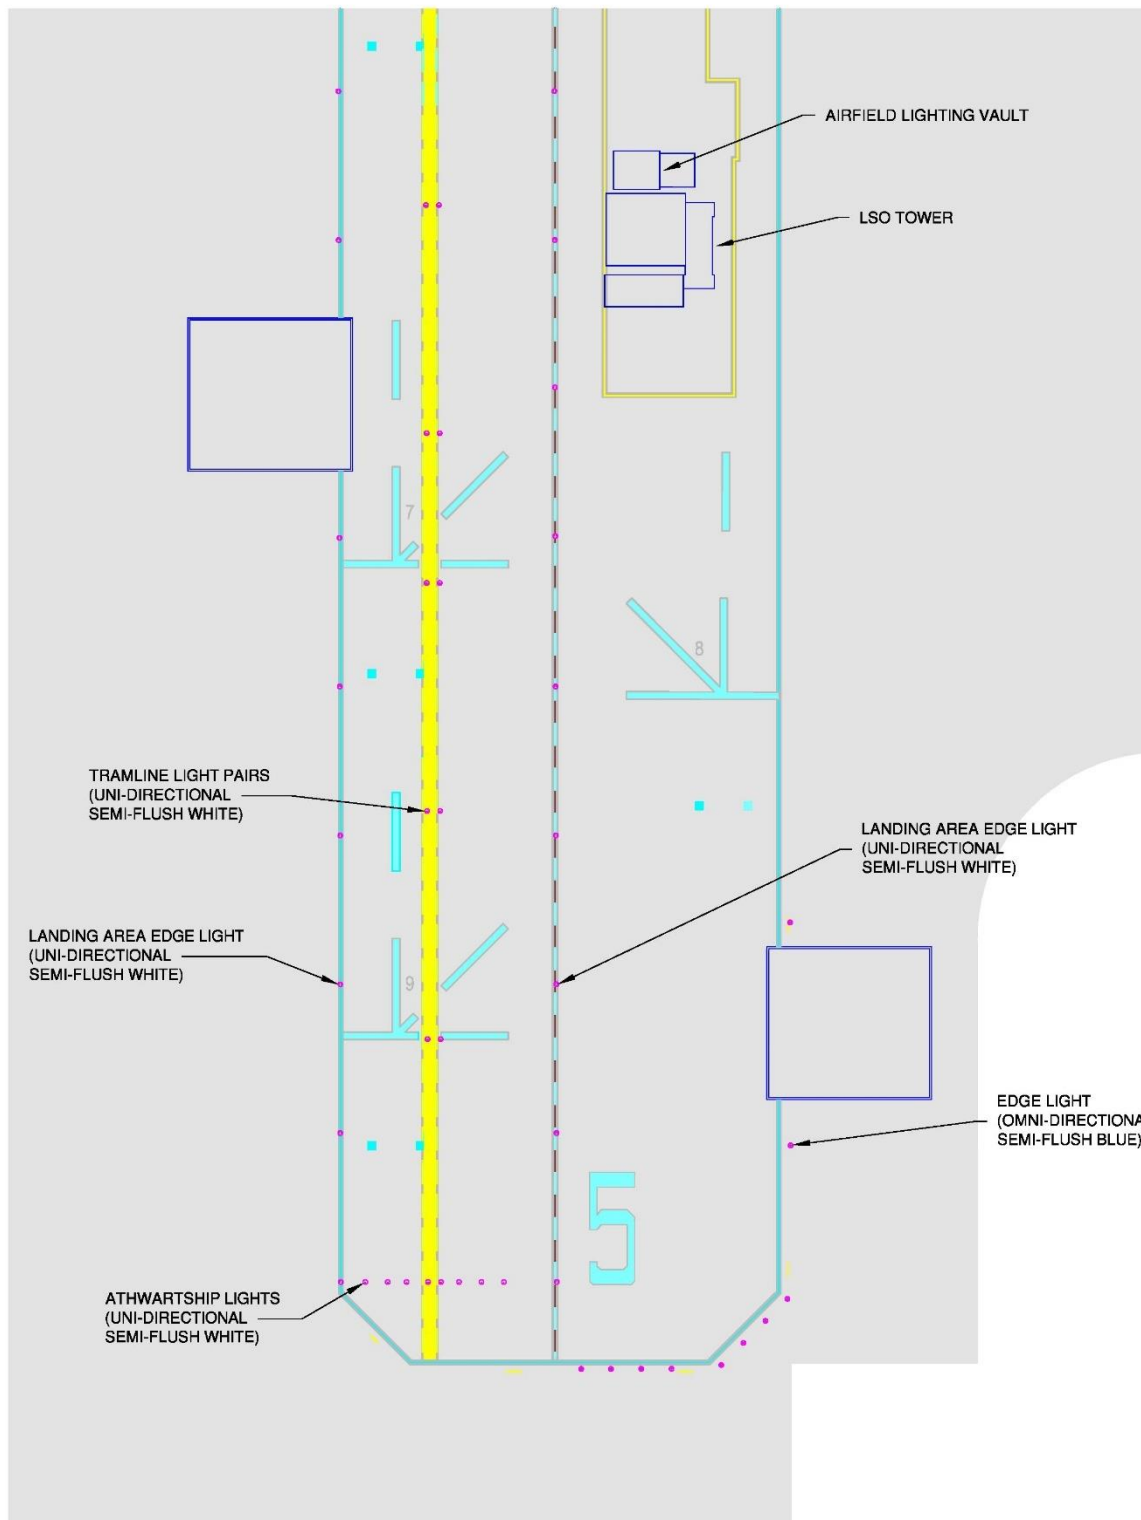 AIRFIELD LIGHTING VAULT
LSO TOWER
7
8
TRAMLINE LIGHT PAIRS
(UNI-DIRECTIONAL
SEMI-FLUSH WHITE)
LANDING AREA EDGE LIGHT
(UNI-DIRECTIONAL
SEMI-FLUSH WHITE)
LANDING AREA EDGE LIGHT
(UNI-DIRECTIONAL
SEMI-FLUSH WHITE)
9
EDGE LIGHT
(OMNI-DIRECTIONA
SEMI-FLUSH BLUE)
5
ATHWARTSHIP LIGHTS
(UNI-DIRECTIONAL
SEMI-FLUSH WHITE)